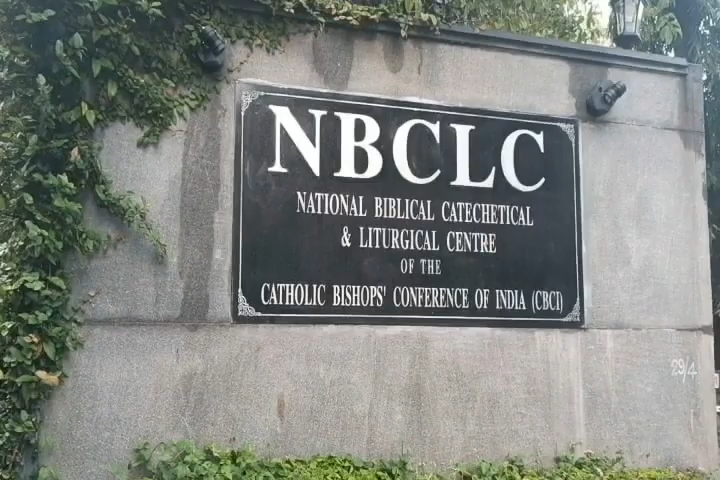 NBCLC
NATIONAL BIBLICAL CATECHETICAL
& LITURGICAL CENTRE
OF THE
CATHOLIC BISHOPS' CONFERENCE OF INDIA (CBCI)
29/4